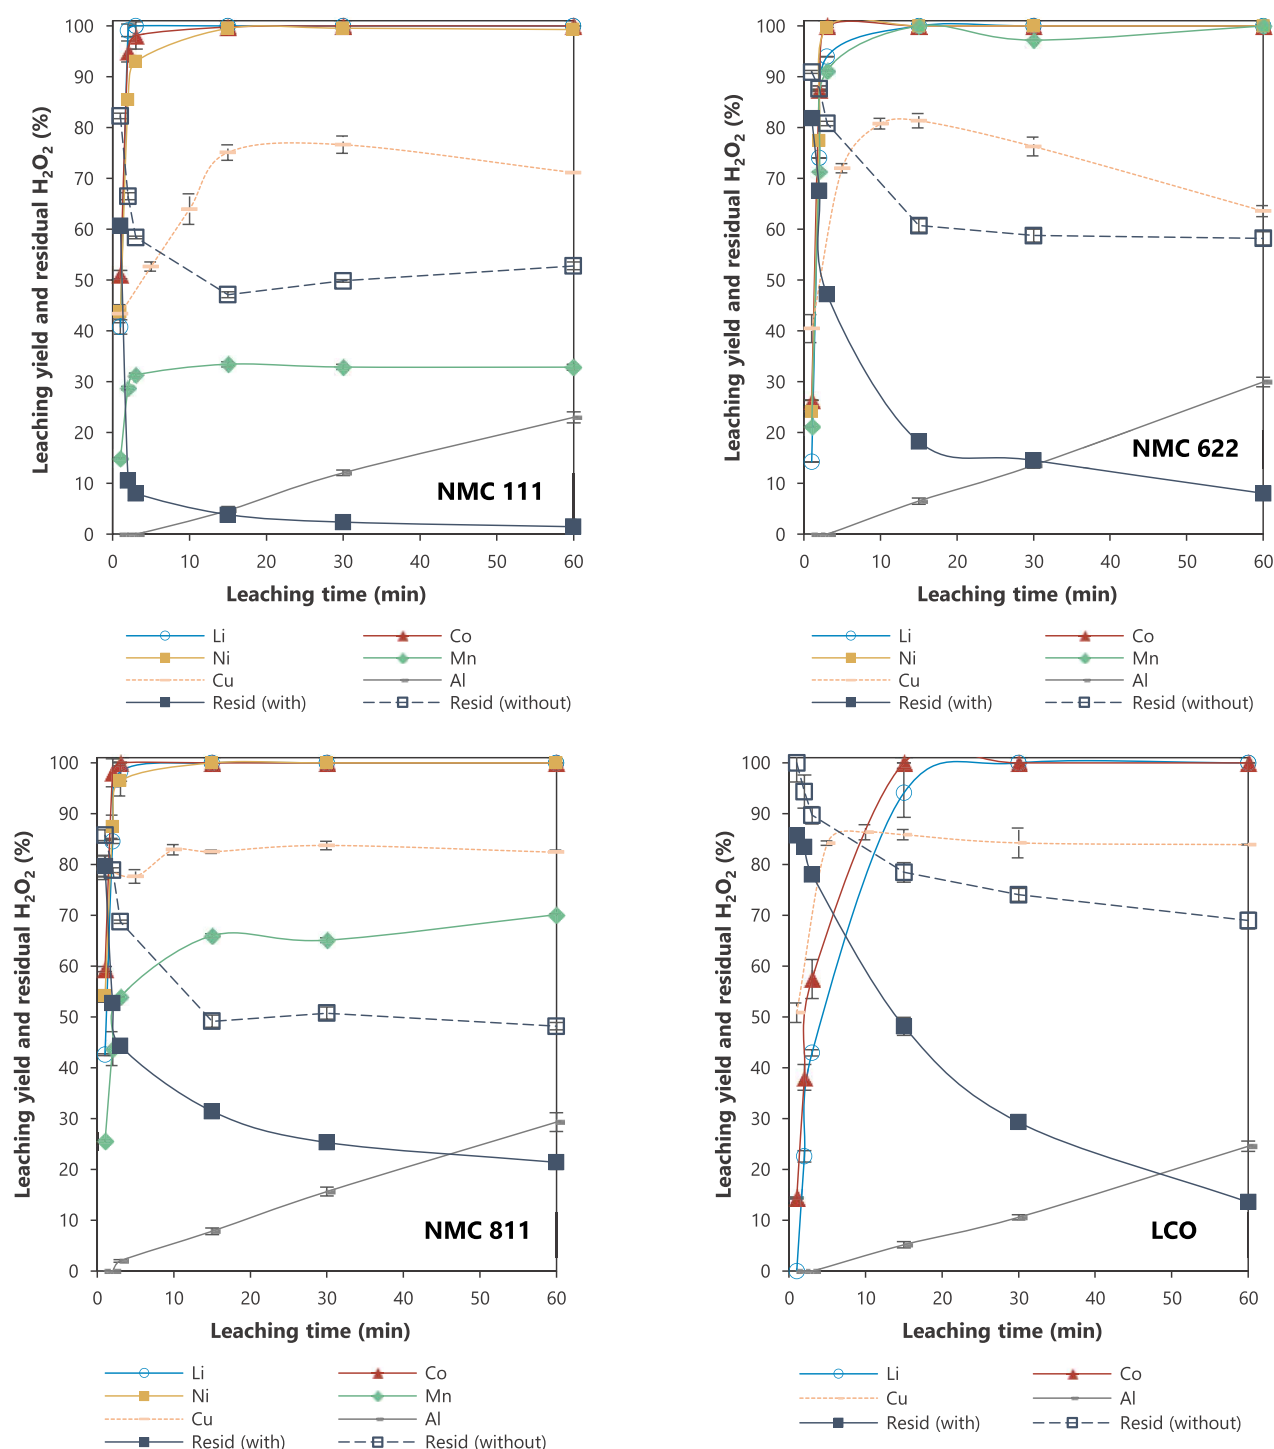 Leaching yield and residual H₂O₂ (%)
100
90
80
70
60
50
40
30
20
10
0
NMC 111
0 10 20 30 40 50 60
Leaching time (min)
Li Co
Ni Mn
Cu Al
Resid (with) Resid (without)
Leaching yield and residual H₂O₂ (%)
100
90
80
70
60
50
40
30
20
10
0
NMC 622
0 10 20 30 40 50 60
Leaching time (min)
Li Co
Ni Mn
Cu Al
Resid (with) Resid (without)
Leaching yield and residual H₂O₂ (%)
100
90
80
70
60
50
40
30
20
10
0
NMC 811
0 10 20 30 40 50 60
Leaching time (min)
Li Co
Ni Mn
Cu Al
Resid (with) Resid (without)
Leaching yield and residual H₂O₂ (%)
100
90
80
70
60
50
40
30
20
10
0
LCO
0 10 20 30 40 50 60
Leaching time (min)
Li Co
Cu Al
Resid (with) Resid (without)